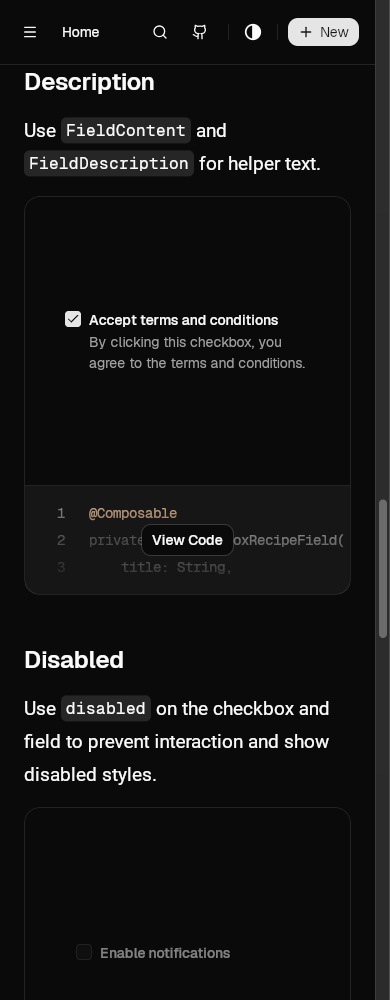 Home
New
Description
Use FieldContent and
FieldDescription for helper text.
Accept terms and conditions
By clicking this checkbox, you
agree to the terms and conditions.
1 @Composable
2 private View Code oxRecipeField(
3 title: String,
Disabled
Use disabled on the checkbox and
field to prevent interaction and show
disabled styles.
Enable notifications